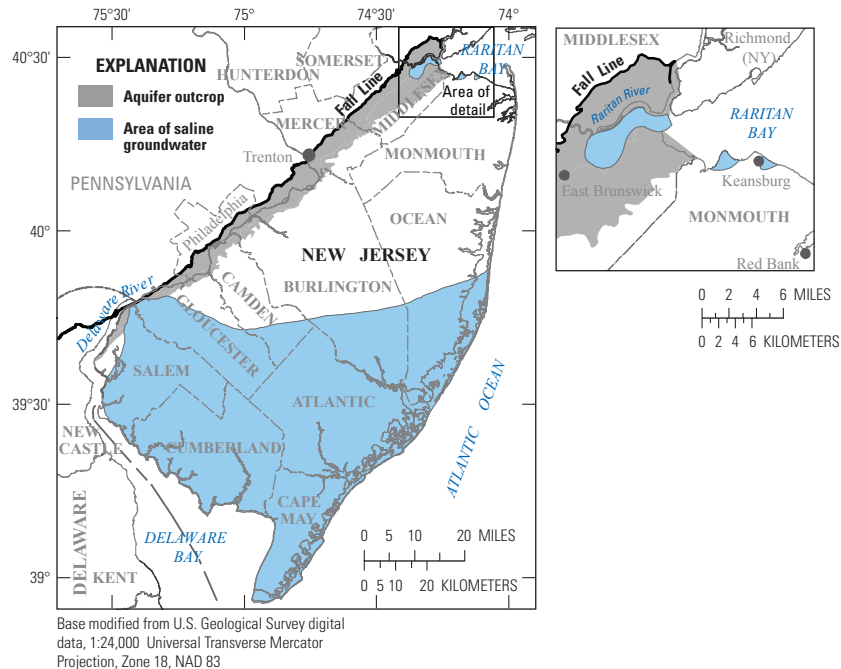 75°30'
75°
74°30'
74°
40°30'
40°
39°30'
39°
EXPLANATION
Aquifer outcrop
Area of saline
groundwater
SOMERSET
HUNTERDON
RARITAN
BAY
Fall Line
MIDDLESEX
Area of
detail
MERCER
Trenton
MONMOUTH
PENNSYLVANIA
Philadelphia
OCEAN
NEW JERSEY
BURLINGTON
CAMDEN
Delaware River
GLOUCESTER
SALEM
ATLANTIC
ATLANTIC OCEAN
NEW
CASTLE
CUMBERLAND
CAPE
MAY
DELAWARE
BAY
DELAWARE
KENT
0 5 10 20 MILES
0 5 10 20 KILOMETERS
Base modified from U.S. Geological Survey digital
data, 1:24,000 Universal Transverse Mercator
Projection, Zone 18, NAD 83
MIDDLESEX
Richmond
(NY)
Fall Line
Raritan River
RARITAN
BAY
East Brunswick
Keansburg
MONMOUTH
Red Bank
0 2 4 6 MILES
0 2 4 6 KILOMETERS